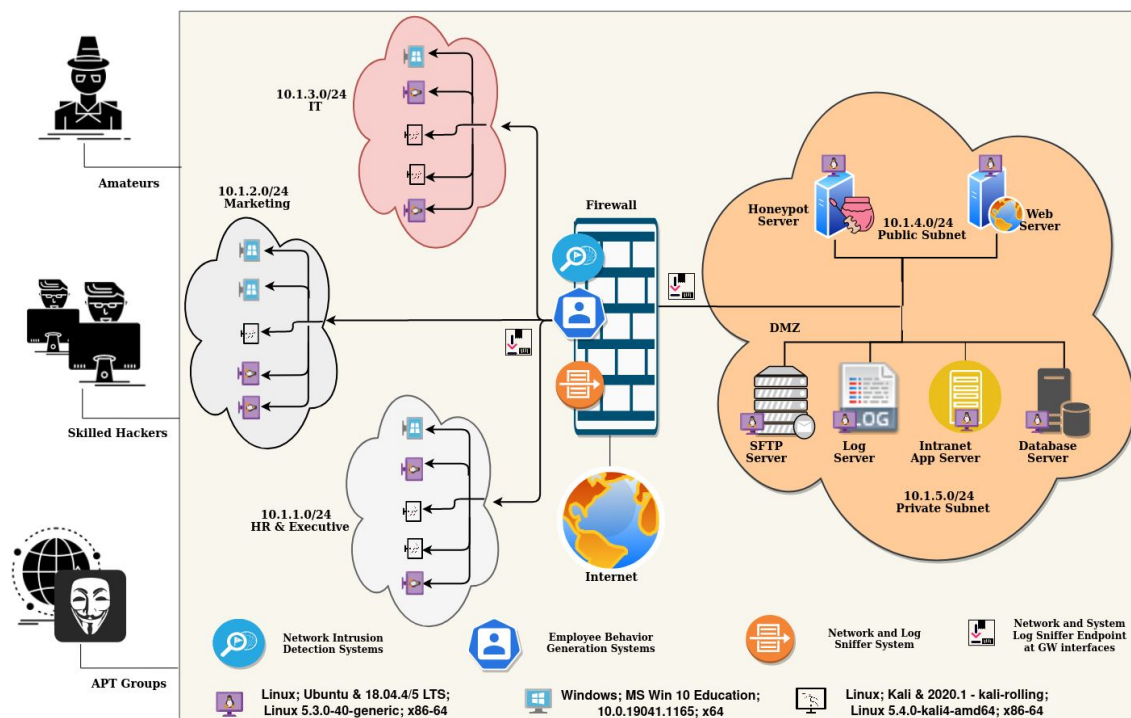 10.1.3.0/24
IT
Amateurs
10.1.2.0/24
Marketing
Firewall
Honeypot
Server
10.1.4.0/24
Public Subnet
Web
Server
DMZ
LOG
Skilled Hackers
SFTP
Server
Log
Server
Intranet
App Server
Database
Server
10.1.1.0/24
HR & Executive
10.1.5.0/24
Private Subnet
Internet
APT Groups
Network Intrusion
Detection Systems
Employee Behavior
Generation Systems
Network and Log
Sniffer System
Network and System
Log Sniffer Endpoint
at GW interfaces
Linux; Ubuntu & 18.04.4/5 LTS;
Linux 5.3.0-40-generic; x86-64
Windows; MS Win 10 Education;
10.0.19041.1165; x64
Linux; Kali & 2020.1 - kali-rolling;
Linux 5.4.0-kali4-amd64; x86-64